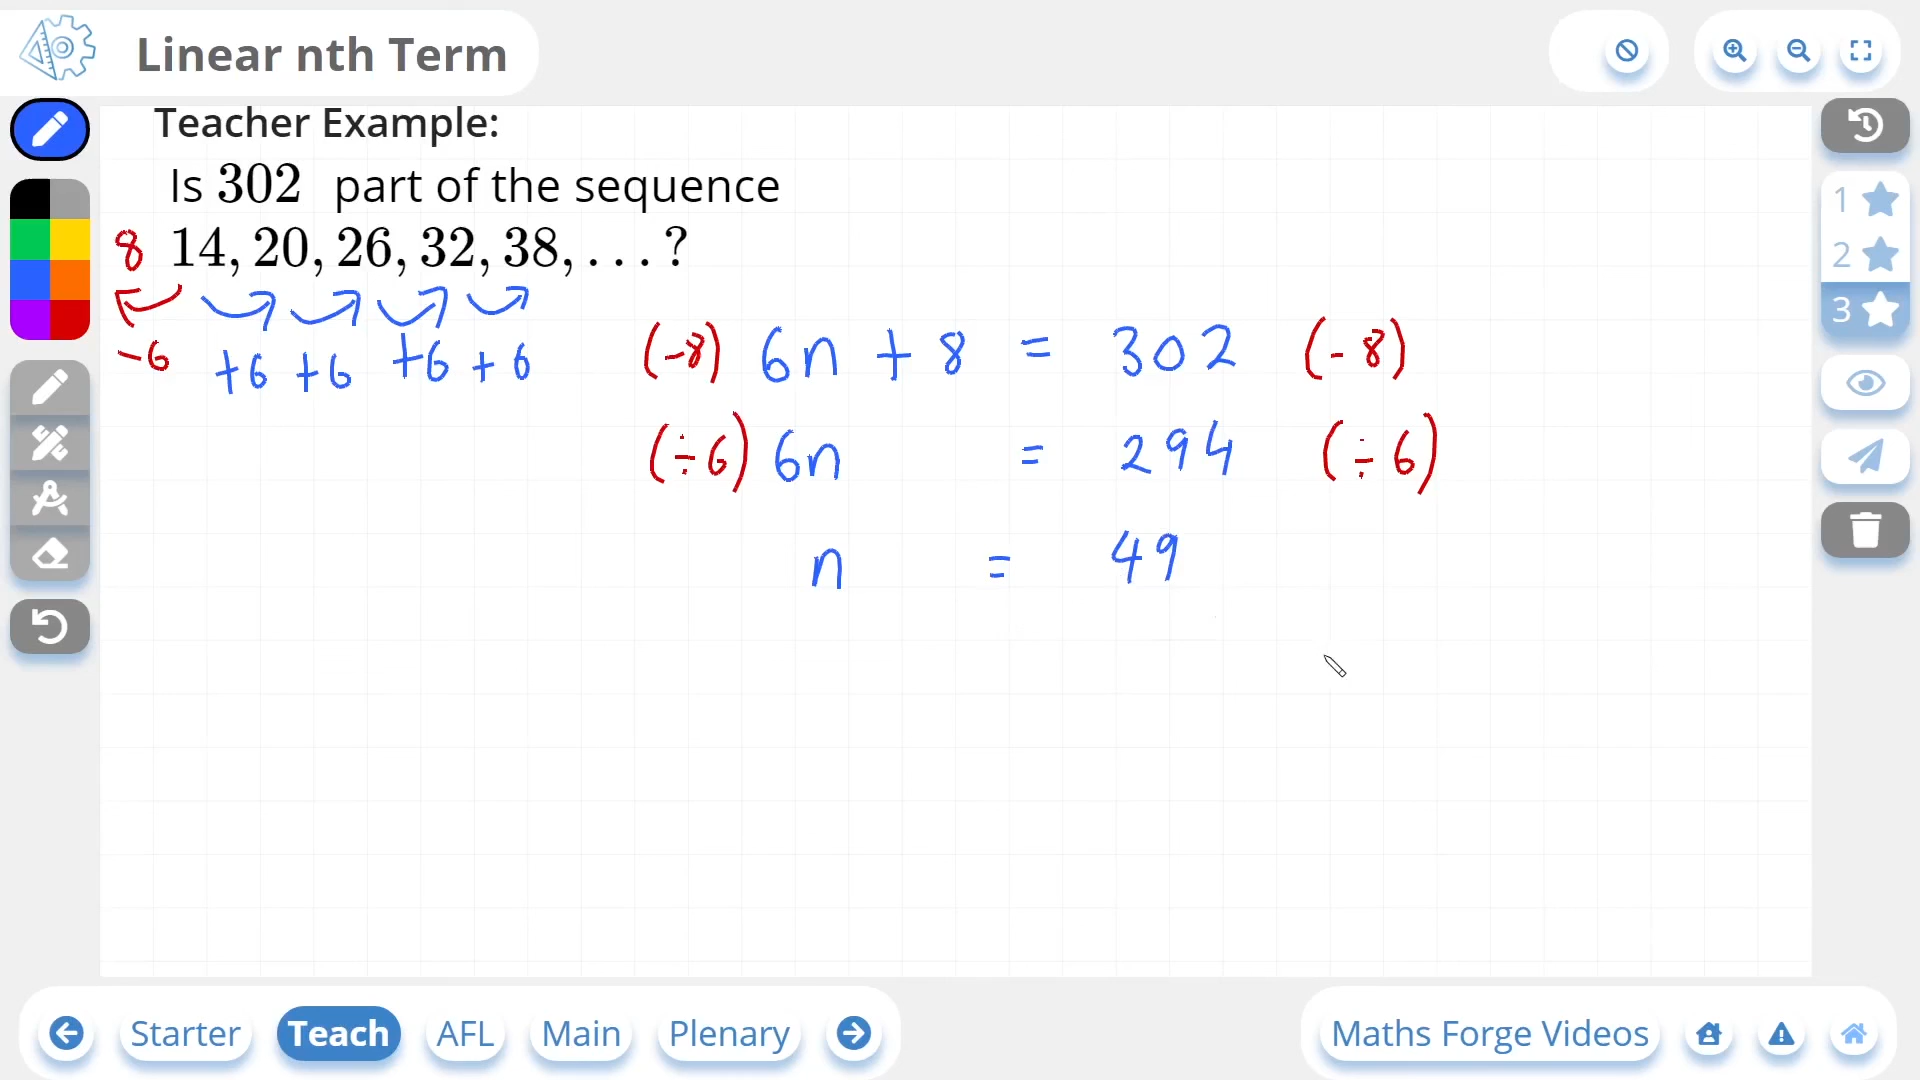 Linear nth Term
Teacher Example:
Is 302 part of the sequence
8 14, 20, 26, 32, 38, ...?
-6 +6 +6 +6 +6
(-8) 6n + 8 = 302 (-8)
(÷6) 6n = 294 (÷6)
n = 49
1
2
3
Starter Teach AFL Main Plenary
Maths Forge Videos